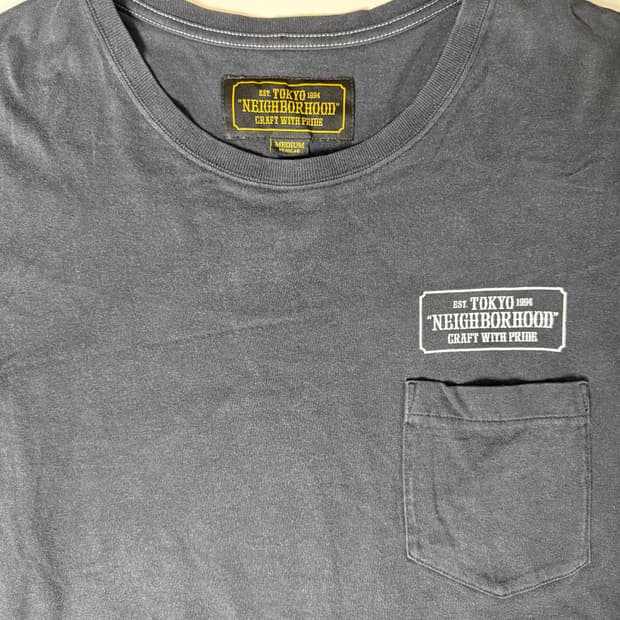 EST. TOKYO 1994
"NEIGHBORHOOD"
CRAFT WITH PRIDE
MEDIUM
EST. TOKYO 1994
"NEIGHBORHOOD"
CRAFT WITH PRIDE